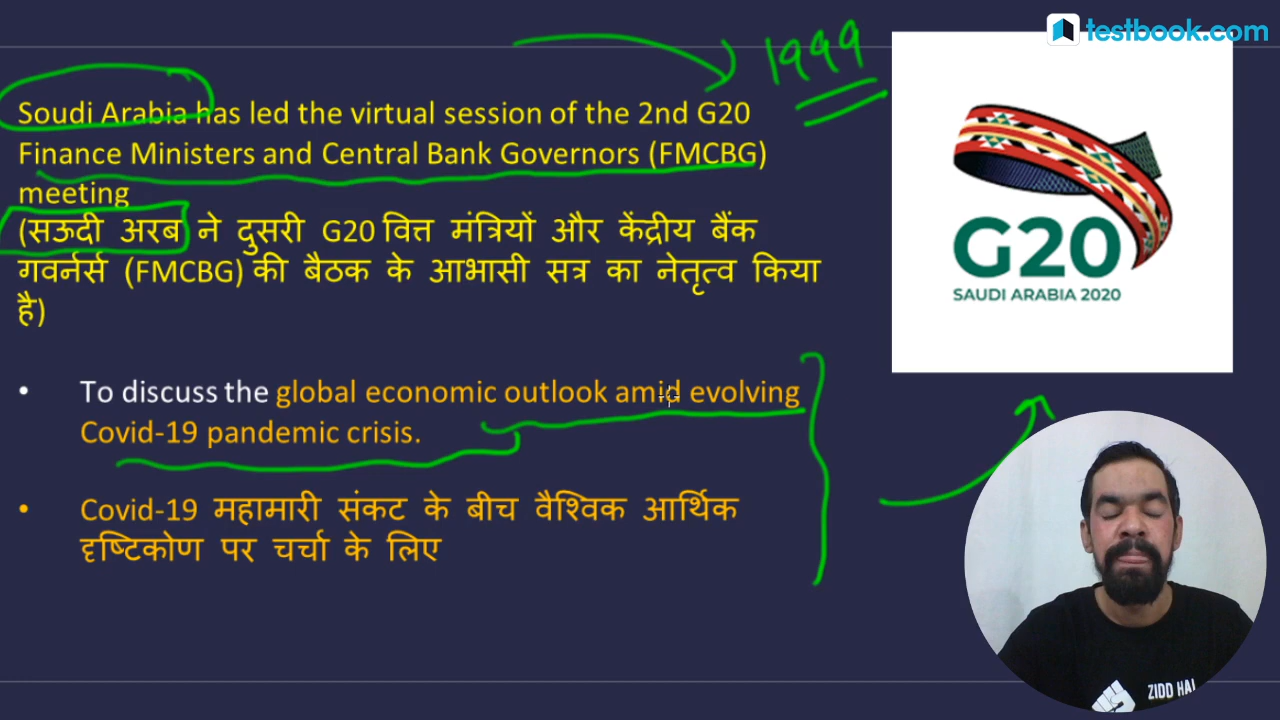 testbook.com
1999
Soudi Arabia has led the virtual session of the 2nd G20
Finance Ministers and Central Bank Governors (FMCBG)
meeting
(सऊदी अरब ने दुसरी G20 वित्त मंत्रियों और केंद्रीय बैंक
गवर्नर्स (FMCBG) की बैठक के आभासी सत्र का नेतृत्व किया
है)
G20
SAUDI ARABIA 2020
• To discuss the global economic outlook amid evolving
Covid-19 pandemic crisis.
• Covid-19 महामारी संकट के बीच वैश्विक आर्थिक
दृष्टिकोण पर चर्चा के लिए
ZIDD HAI